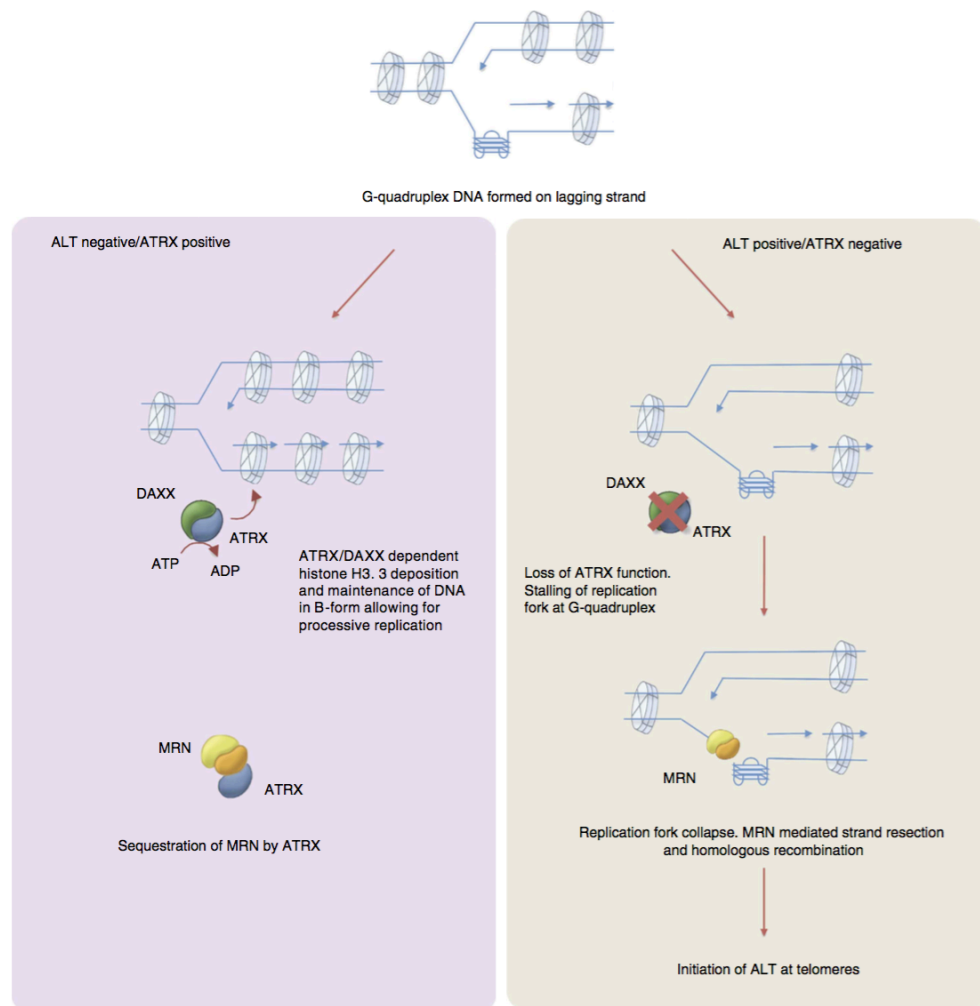 G-quadruplex DNA formed on lagging strand
ALT negative/ATRX positive
DAXX
ATRX
ATP
ADP
ATRX/DAXX dependent
histone H3. 3 deposition
and maintenance of DNA
in B-form allowing for
processive replication
MRN
ATRX
Sequestration of MRN by ATRX
ALT positive/ATRX negative
DAXX
ATRX
Loss of ATRX function.
Stalling of replication
fork at G-quadruplex
MRN
Replication fork collapse. MRN mediated strand resection
and homologous recombination
Initiation of ALT at telomeres